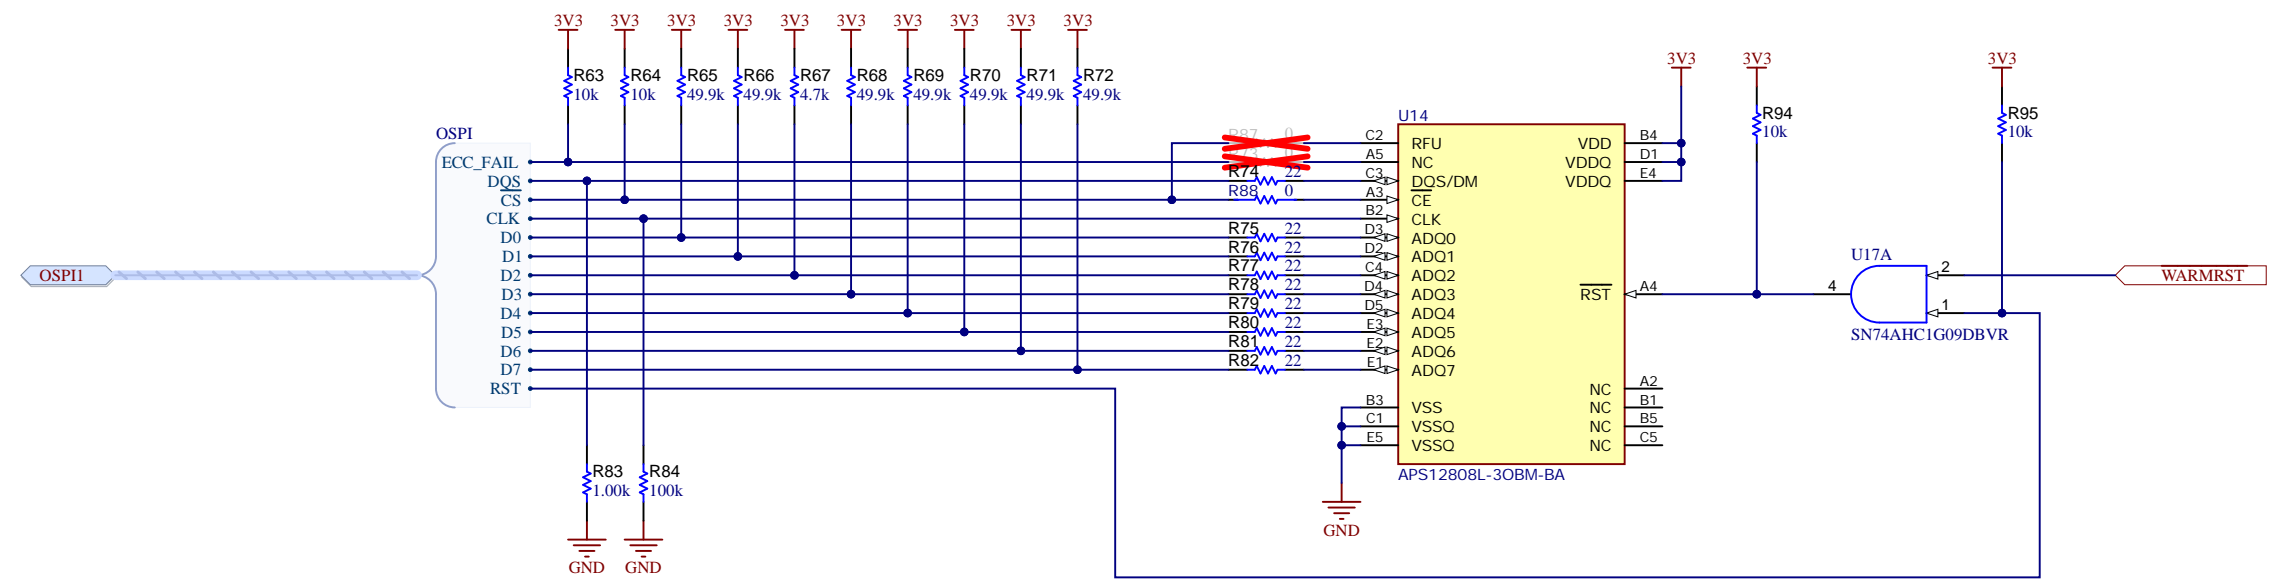 3V3 3V3 3V3 3V3 3V3 3V3 3V3 3V3 3V3 3V3
3V3 3V3 3V3
R63 R64 R65 R66 R67 R68 R69 R70 R71 R72
10k 10k 49.9k 49.9k 4.7k 49.9k 49.9k 49.9k 49.9k 49.9k
R94 R95
10k 10k
U14
OSPI
R87 0 C2 RFU VDD B4
ECC_FAIL 0 A5 NC VDDQ D1
DQS R74 22 C3 DQS/DM VDDQ E4
CS R88 0 A3 CE
CLK B2 CLK
D0 R75 22 D3 ADQ0
D1 R76 22 D2 ADQ1
U17A
OSPI1 D2 R77 22 C4 ADQ2 2 WARMRST
D3 R78 22 D4 ADQ3 RST A4 4
D4 R79 22 D5 ADQ4 1
D5 R80 22 E3 ADQ5 SN74AHC1G09DBVR
D6 R81 22 E2 ADQ6
D7 R82 22 E1 ADQ7
RST NC A2
B3 VSS NC B1
C1 VSSQ NC B5
E5 VSSQ NC C5
R83 R84 APS12808L-3OBM-BA
1.00k 100k
GND
GND GND